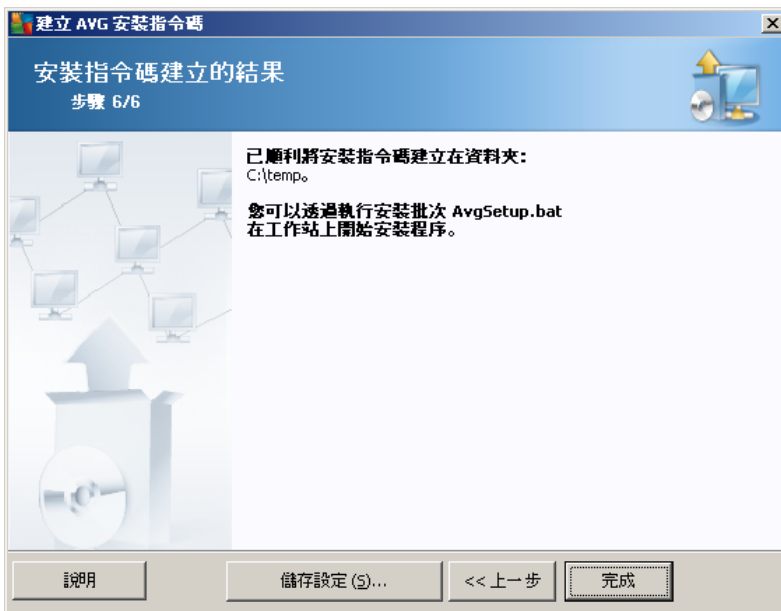 建立 AVG 安裝指令碼
安裝指令碼建立的結果
步驟 6/6
已順利將安裝指令碼建立在資料夾：
C:\temp。
您可以透過執行安裝批次 AvgSetup.bat
在工作站上開始安裝程序。
說明
儲存設定 (S)...
<< 上一步
完成